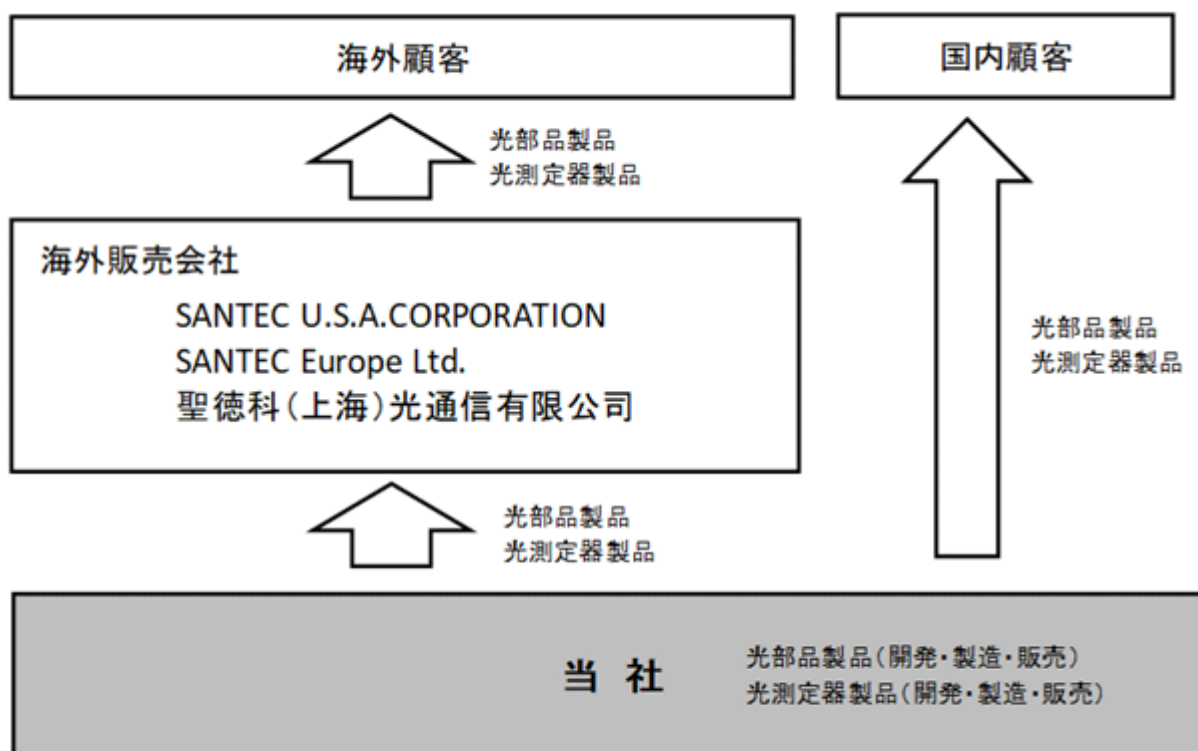 海外顧客
国内顧客
光部品製品
光測定器製品
海外販売会社
SANTEC U.S.A.CORPORATION
SANTEC Europe Ltd.
聖徳科(上海)光通信有限公司
光部品製品
光測定器製品
光部品製品
光測定器製品
当 社
光部品製品(開発・製造・販売)
光測定器製品(開発・製造・販売)